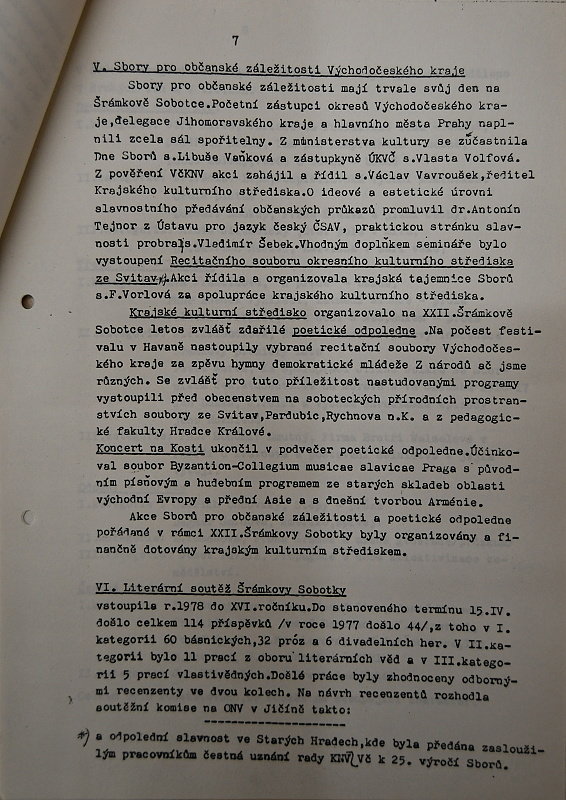 7
V. Sbory pro občanské záležitosti Východočeského kraje
Sbory pro občanské záležitosti mají trvale svůj den na
Šrámkově Sobotce.Početní zástupci okresů Východočeského kra-
je,delegace Jihomoravského kraje a hlavního města Prahy napl-
nili zcela sál spořitelny. Z ministerstva kultury se zúčastnila
Dne Sborů s.Libuše Vaňková a zástupkyně ÚKVČ s.Vlasta Volfová.
Z pověření VčKNV akci zahájil a řídil s.Václav Vavroušek,ředitel
Krajského kulturního střediska.O ideové a estetické úrovni
slavnostního předávání občanských průkazů promluvil dr.Antonín
Tejnor z Ústavu pro jazyk český ČSAV, praktickou stránku slav-
nosti probral s.Vladimír Šebek.Vhodným doplňkem semináře bylo
vystoupení Recitačního souboru okresního kulturního střediska
ze Svitav*).Akci řídila a organizovala krajská tajemnice Sborů
s.F.Vorlová za spolupráce krajského kulturního střediska.
Krajské kulturní středisko organizovalo na XXII.Šrámkově
Sobotce letos zvlášť zdařilé poetické odpoledne .Na počest festi-
valu v Havaně nastoupily vybrané recitační soubory Východočes-
kého kraje za zpěvu hymny demokratické mládeže Z národů ač jsme
různých. Se zvlášť pro tuto příležitost nastudovanými programy
vystoupili před obecenstvem na soboteckých přírodních prostran-
stvích soubory ze Svitav,Pardubic,Rychnova n.K. a z pedagogic-
ké fakulty Hradce Králové.
Koncert na Kosti ukončil v podvečer poetické odpoledne.Účinko-
val soubor Byzantion-Collegium musicae slavicae Praga s původ-
ním písňovým a hudebním programem ze starých skladeb oblasti
východní Evropy a přední Asie a s dnešní tvorbou Arménie.
Akce Sborů pro občanské záležitosti a poetické odpoledne
pořádané v rámci XXII.Šrámkovy Sobotky byly organizovány a fi-
nančně dotovány krajským kulturním střediskem.
VI. Literární soutěž Šrámkovy Sobotky
vstoupila r.1978 do XVI.ročníku.Do stanoveného termínu 15.IV.
došlo celkem 114 příspěvků /v roce 1977 došlo 44/,z toho v I.
kategorii 60 básnických,32 próz a 6 divadelních her. V II.ka-
tegorii bylo 11 prací z oboru literárních věd a v III.katego-
rii 5 prací vlastivědných.Došlé práce byly zhodnoceny odborný-
mi recenzenty ve dvou kolech. Na návrh recenzentů rozhodla
soutěžní komise na ONV v Jičíně takto:
--------------------
*) a odpolední slavnost ve Starých Hradech,kde byla předána zaslouži-
lým pracovníkům čestná uznání rady KNV Vč k 25. výročí Sborů.